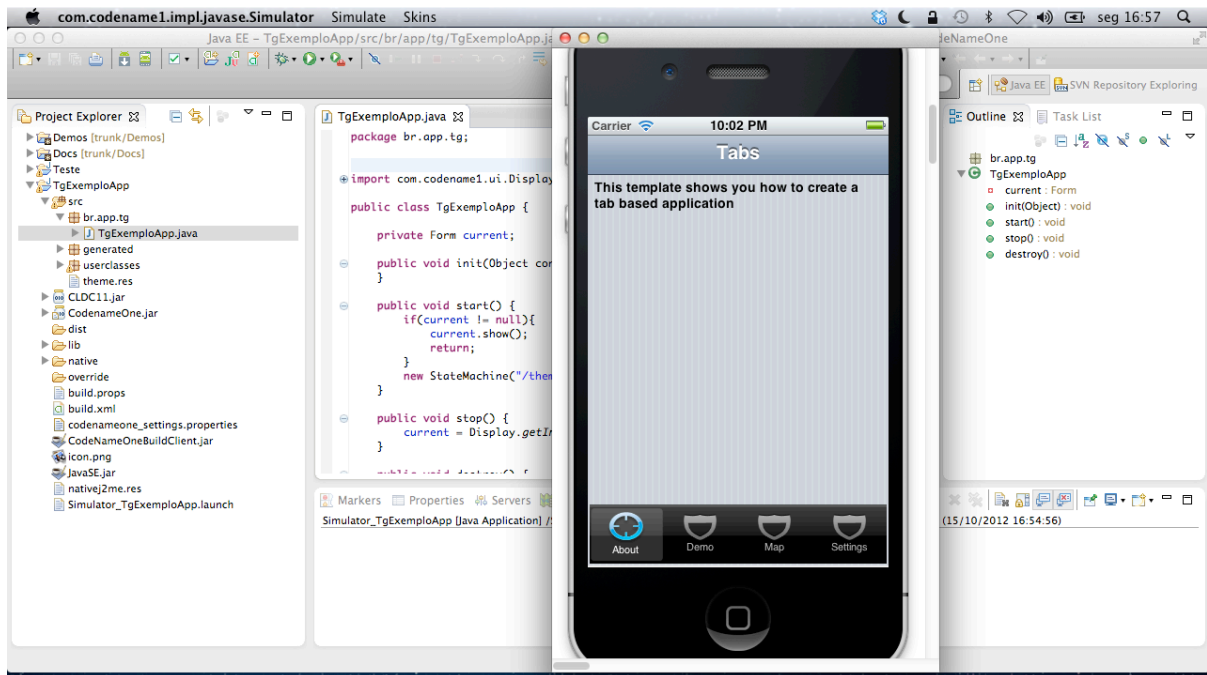 com.codename1.impl.javase.Simulator Simulate Skins seg 16:57
Java EE – TgExemploApp/src/br/app/tg/TgExemploApp.ja
deNameOne
Java EE SVN Repository Exploring
Project Explorer
Demos [trunk/Demos]
Docs [trunk/Docs]
Teste
TgExemploApp
src
br.app.tg
TgExemploApp.java
generated
userclasses
theme.res
CLDC11.jar
CodenameOne.jar
dist
lib
native
override
build.props
build.xml
codenameone_settings.properties
CodeNameOneBuildClient.jar
icon.png
JavaSE.jar
nativej2me.res
Simulator_TgExemploApp.launch
TgExemploApp.java
package br.app.tg;
import com.codename1.ui.Display
public class TgExemploApp {
private Form current;
public void init(Object con
}
public void start() {
if(current != null){
current.show();
return;
}
new StateMachine("/them
}
public void stop() {
current = Display.getIn
}
public void destroy() {
Markers Properties Servers
Simulator_TgExemploApp [Java Application] /S
Carrier 10:02 PM
Tabs
This template shows you how to create a
tab based application
About Demo Map Settings
Outline Task List
br.app.tg
TgExemploApp
current : Form
init(Object) : void
start() : void
stop() : void
destroy() : void
(15/10/2012 16:54:56)